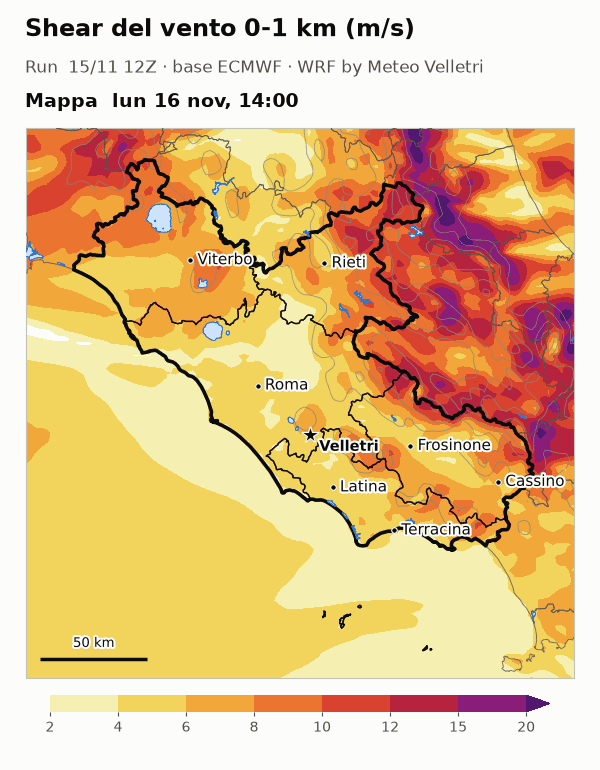 Shear del vento 0-1 km (m/s)
Run  15/11 12Z · base ECMWF · WRF by Meteo Velletri
Mappa  lun 16 nov, 14:00
Viterbo
Rieti
Roma
Velletri
Frosinone
Latina
Cassino
Terracina
50 km
2 4 6 8 10 12 15 20